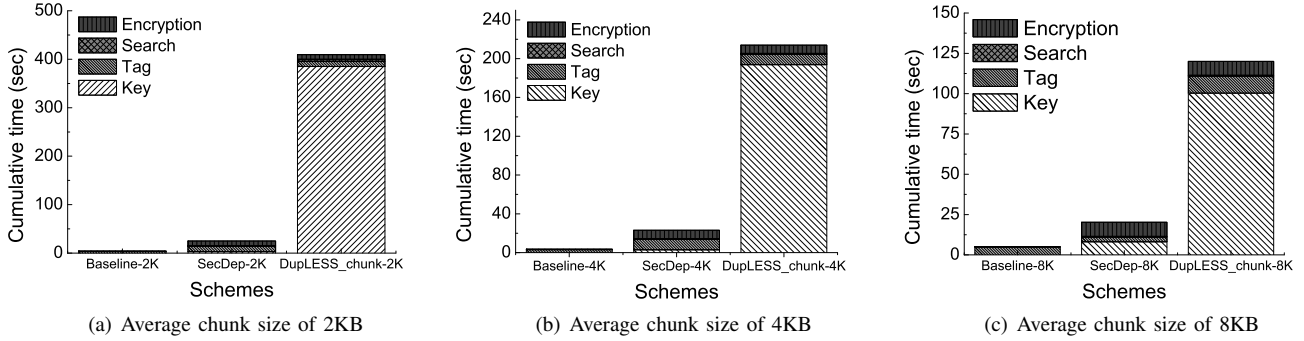 500
400
300
200
100
0
Cumulative time (sec)
Encryption
Search
Tag
Key
Baseline-2K SecDep-2K DupLESS_chunk-2K
Schemes
(a) Average chunk size of 2KB
240
200
160
120
80
40
0
Cumulative time (sec)
Encryption
Search
Tag
Key
Baseline-4K SecDep-4K DupLESS_chunk-4K
Schemes
(b) Average chunk size of 4KB
150
125
100
75
50
25
0
Cumulative time (sec)
Encryption
Search
Tag
Key
Baseline-8K SecDep-8K DupLESS_chunk-8K
Schemes
(c) Average chunk size of 8KB